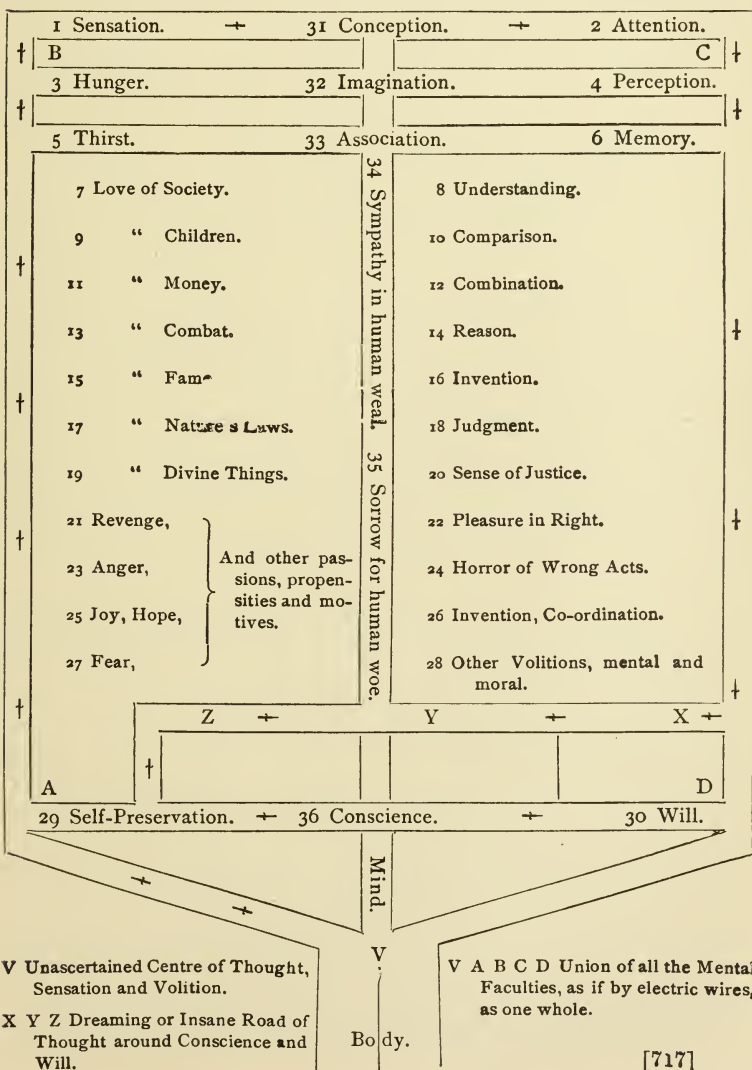 1 Sensation. 31 Conception. 2 Attention.
B C
3 Hunger. 32 Imagination. 4 Perception.
5 Thirst. 33 Association. 6 Memory.
34 Sympathy in human weal. 35 Sorrow for human woe.
7 Love of Society.
9 “ Children.
11 “ Money.
13 “ Combat.
15 “ Fame
17 “ Nature's Laws.
19 “ Divine Things.
21 Revenge,
23 Anger,
25 Joy, Hope,
27 Fear,
And other pas-
sions, propen-
sities and mo-
tives.
8 Understanding.
10 Comparison.
12 Combination.
14 Reason.
16 Invention.
18 Judgment.
20 Sense of Justice.
22 Pleasure in Right.
24 Horror of Wrong Acts.
26 Invention, Co-ordination.
28 Other Volitions, mental and
moral.
Z Y X
A D
29 Self-Preservation. 36 Conscience. 30 Will.
Mind.
V
Body.
V Unascertained Centre of Thought,
Sensation and Volition.
X Y Z Dreaming or Insane Road of
Thought around Conscience and
Will.
V A B C D Union of all the Mental
Faculties, as if by electric wires,
as one whole.
[717]